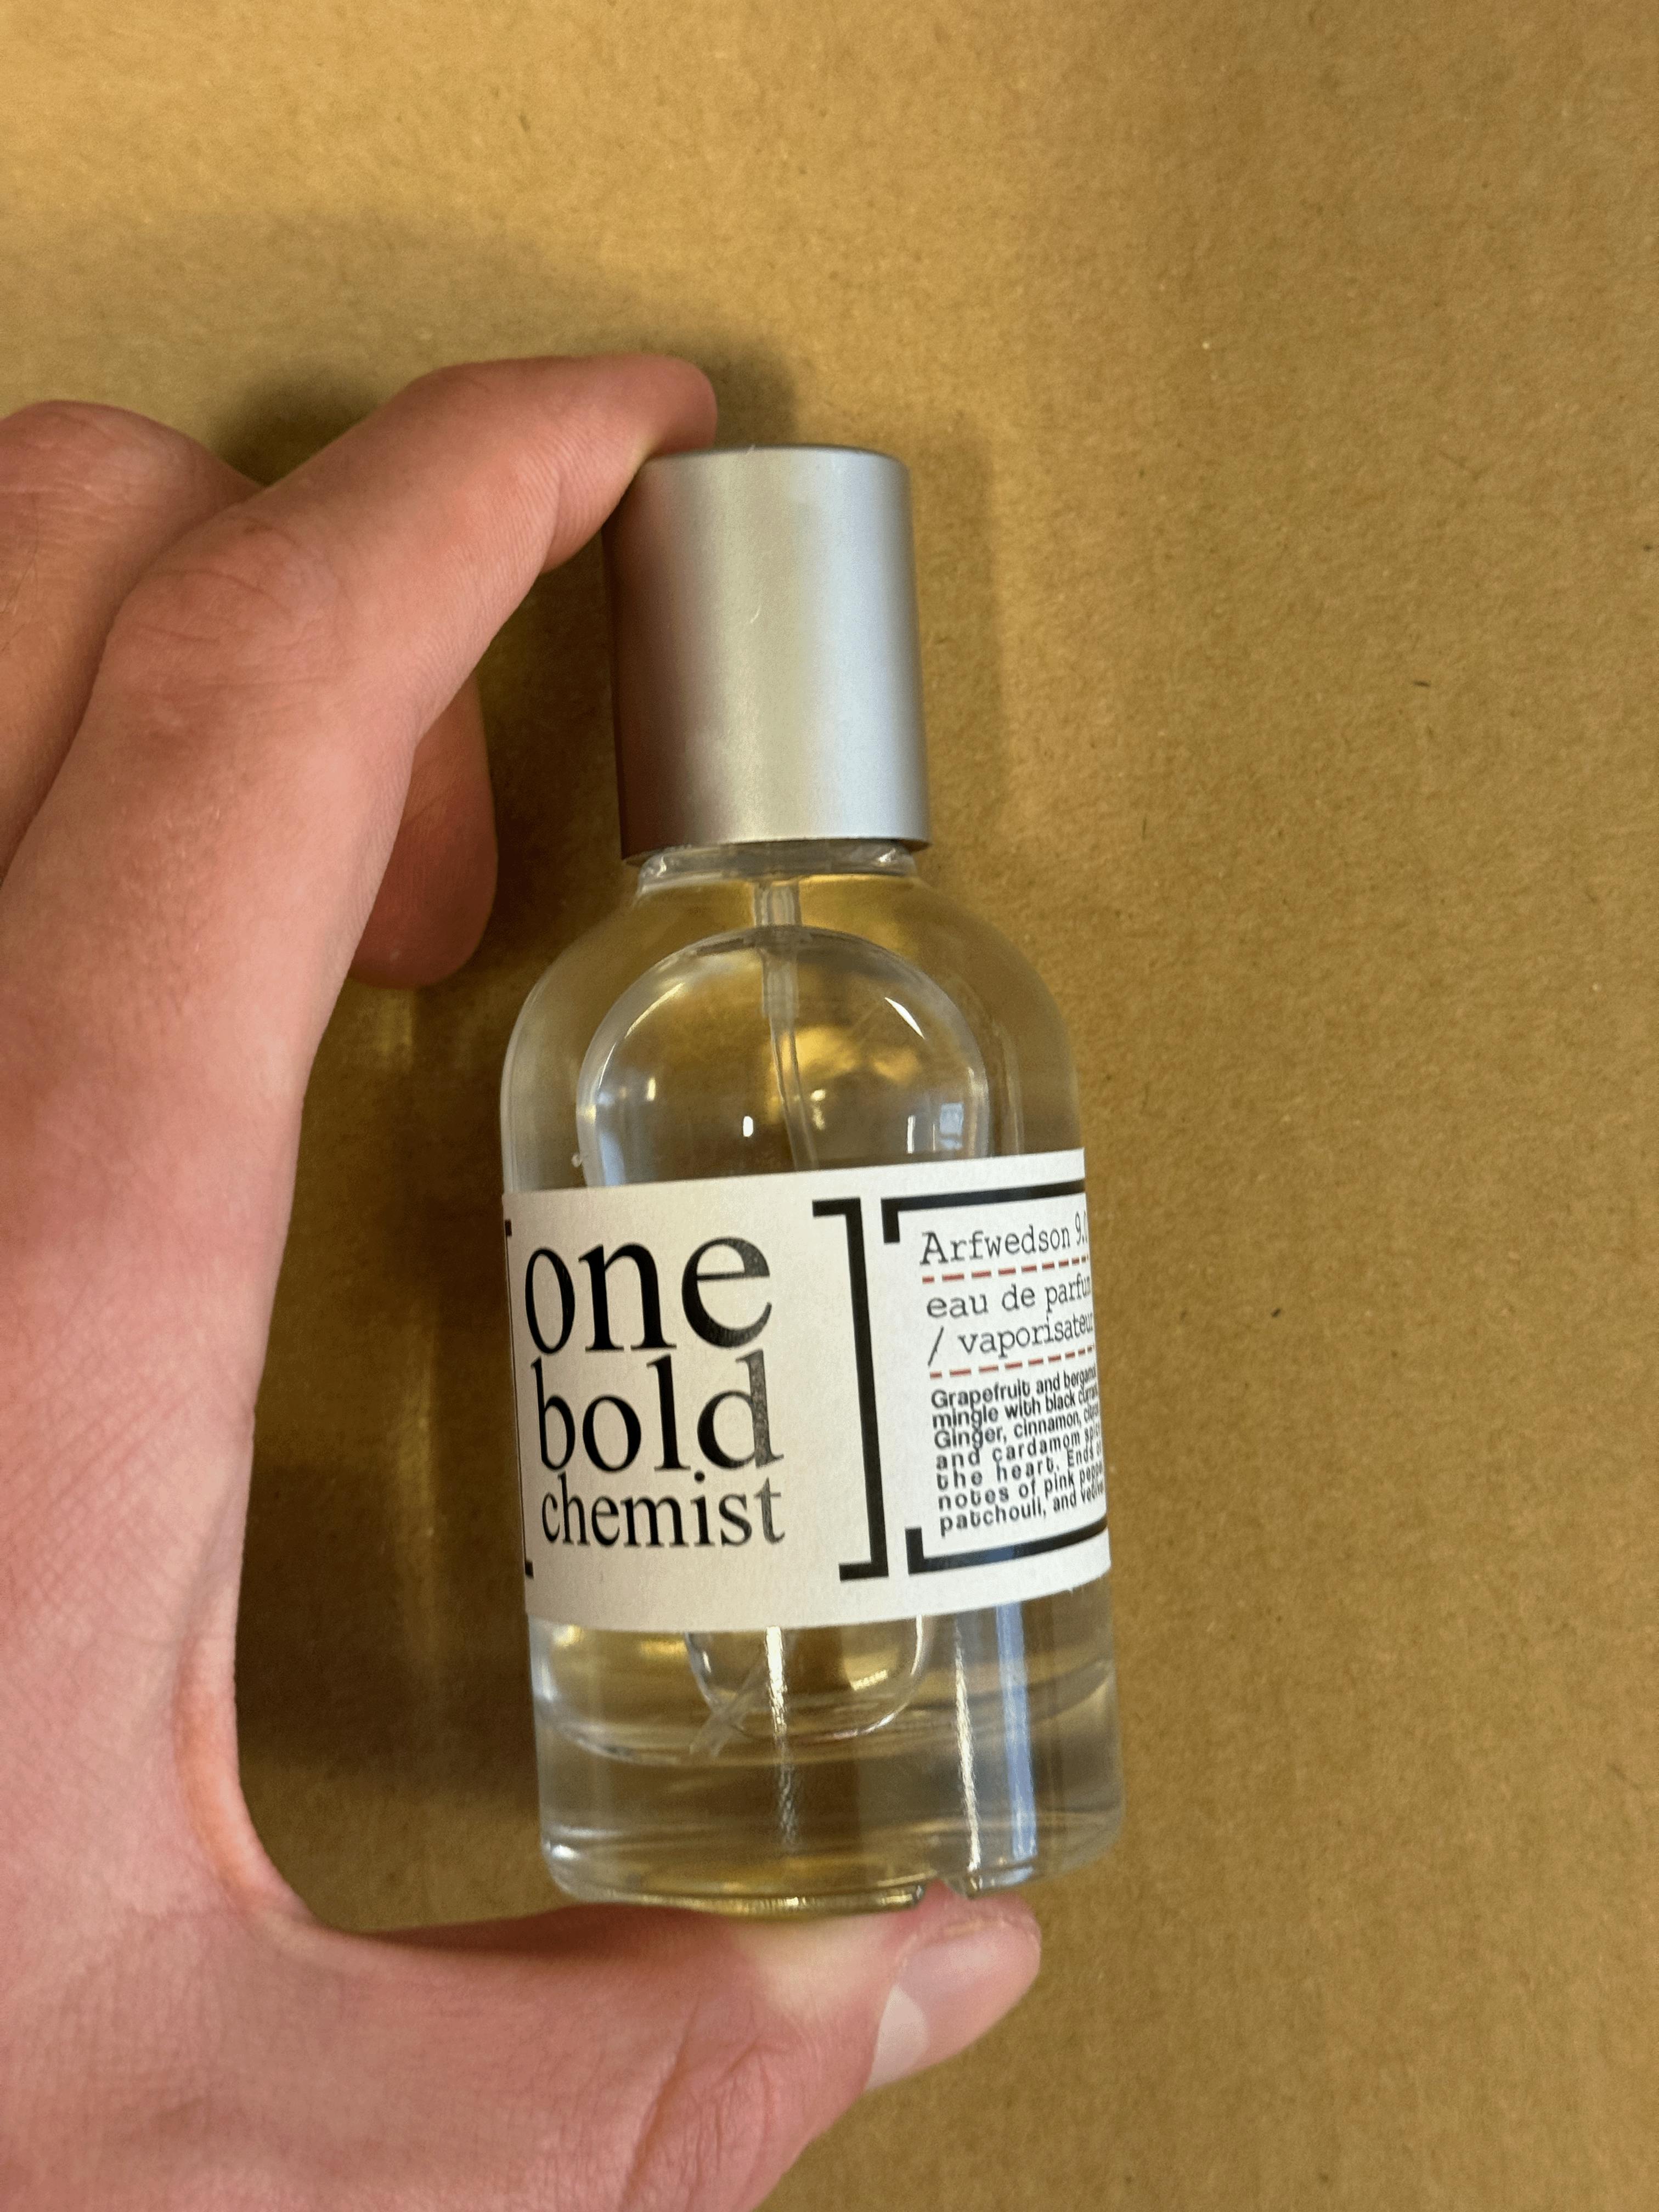 one
bold
chemist
Arfwedson
eau de
/
Grapefruit and
mingle with black
Ginger, cinnamon,
and cardamom
the heart. Ends
notes of pink
patchouli, and